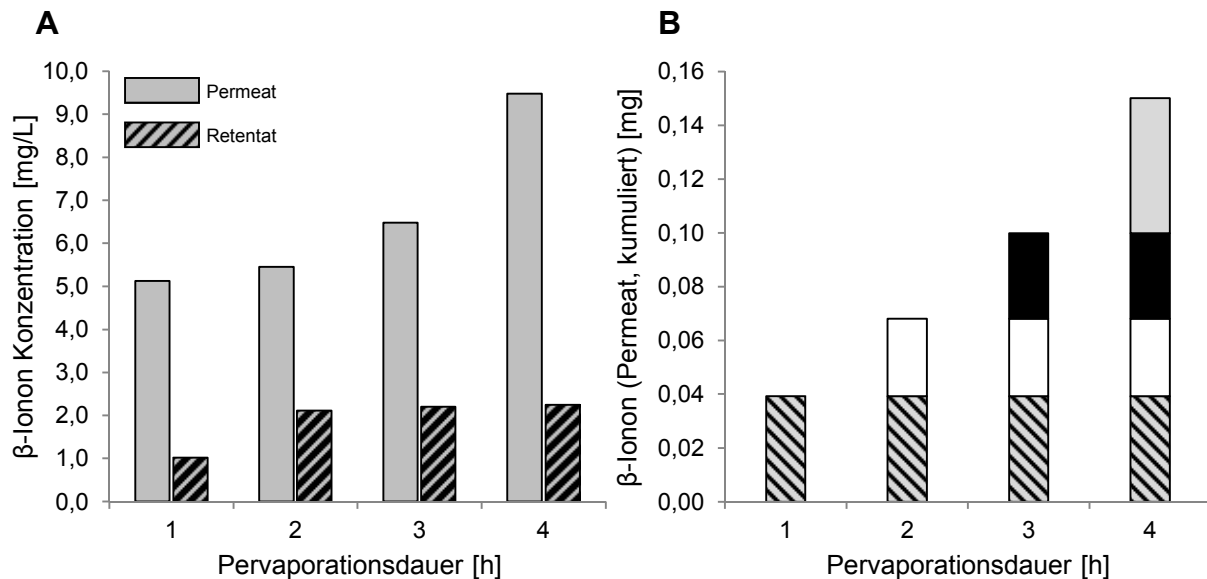 A
β-Ionon Konzentration [mg/L]
10,0
9,0
8,0
7,0
6,0
5,0
4,0
3,0
2,0
1,0
0,0
Permeat
Retentat
1 2 3 4
Pervaporationsdauer [h]
B
β-Ionon (Permeat, kumuliert) [mg]
0,16
0,14
0,12
0,10
0,08
0,06
0,04
0,02
0,00
1 2 3 4
Pervaporationsdauer [h]